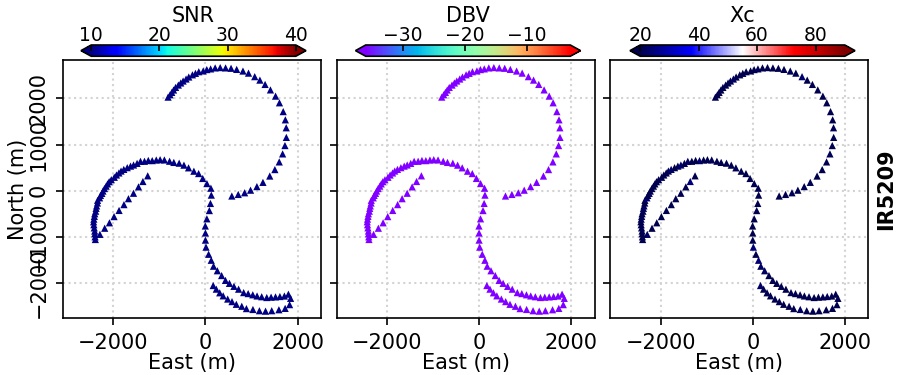 SNR
DBV
Xc
10 20 30 40
−30 −20 −10
20 40 60 80
North (m)
2000
1000
0
−1000
−2000
−2000 0 2000
−2000 0 2000
−2000 0 2000
East (m)
East (m)
East (m)
IR5209